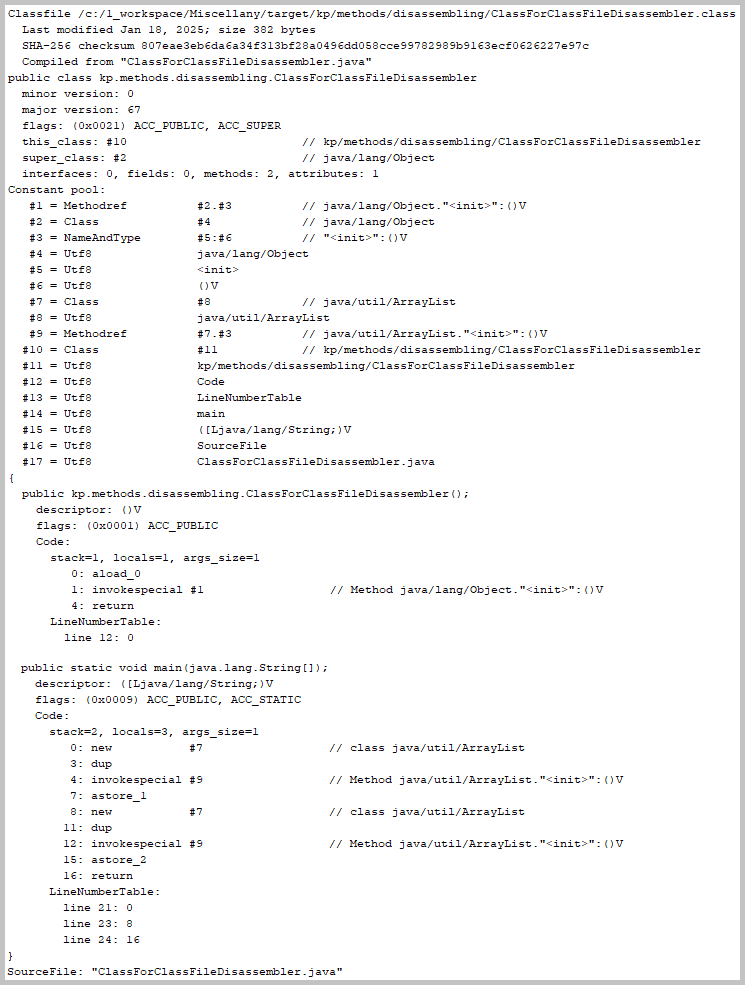 Classfile /c:/1_workspace/Miscellany/target/kp/methods/disassembling/ClassForClassFileDisassembler.class
  Last modified Jan 18, 2025; size 382 bytes
  SHA-256 checksum 807eae3eb6da6a34f313bf28a0496dd058cce99782989b9163ecf0626227e97c
  Compiled from "ClassForClassFileDisassembler.java"
public class kp.methods.disassembling.ClassForClassFileDisassembler
  minor version: 0
  major version: 67
  flags: (0x0021) ACC_PUBLIC, ACC_SUPER
  this_class: #10                         // kp/methods/disassembling/ClassForClassFileDisassembler
  super_class: #2                         // java/lang/Object
  interfaces: 0, fields: 0, methods: 2, attributes: 1
Constant pool:
   #1 = Methodref          #2.#3          // java/lang/Object."<init>":()V
   #2 = Class              #4             // java/lang/Object
   #3 = NameAndType        #5:#6          // "<init>":()V
   #4 = Utf8               java/lang/Object
   #5 = Utf8               <init>
   #6 = Utf8               ()V
   #7 = Class              #8             // java/util/ArrayList
   #8 = Utf8               java/util/ArrayList
   #9 = Methodref          #7.#3          // java/util/ArrayList."<init>":()V
  #10 = Class              #11            // kp/methods/disassembling/ClassForClassFileDisassembler
  #11 = Utf8               kp/methods/disassembling/ClassForClassFileDisassembler
  #12 = Utf8               Code
  #13 = Utf8               LineNumberTable
  #14 = Utf8               main
  #15 = Utf8               ([Ljava/lang/String;)V
  #16 = Utf8               SourceFile
  #17 = Utf8               ClassForClassFileDisassembler.java
{
  public kp.methods.disassembling.ClassForClassFileDisassembler();
    descriptor: ()V
    flags: (0x0001) ACC_PUBLIC
    Code:
      stack=1, locals=1, args_size=1
         0: aload_0
         1: invokespecial #1                  // Method java/lang/Object."<init>":()V
         4: return
      LineNumberTable:
        line 12: 0

  public static void main(java.lang.String[]);
    descriptor: ([Ljava/lang/String;)V
    flags: (0x0009) ACC_PUBLIC, ACC_STATIC
    Code:
      stack=2, locals=3, args_size=1
         0: new           #7                  // class java/util/ArrayList
         3: dup
         4: invokespecial #9                  // Method java/util/ArrayList."<init>":()V
         7: astore_1
         8: new           #7                  // class java/util/ArrayList
        11: dup
        12: invokespecial #9                  // Method java/util/ArrayList."<init>":()V
        15: astore_2
        16: return
      LineNumberTable:
        line 21: 0
        line 23: 8
        line 24: 16
}
SourceFile: "ClassForClassFileDisassembler.java"